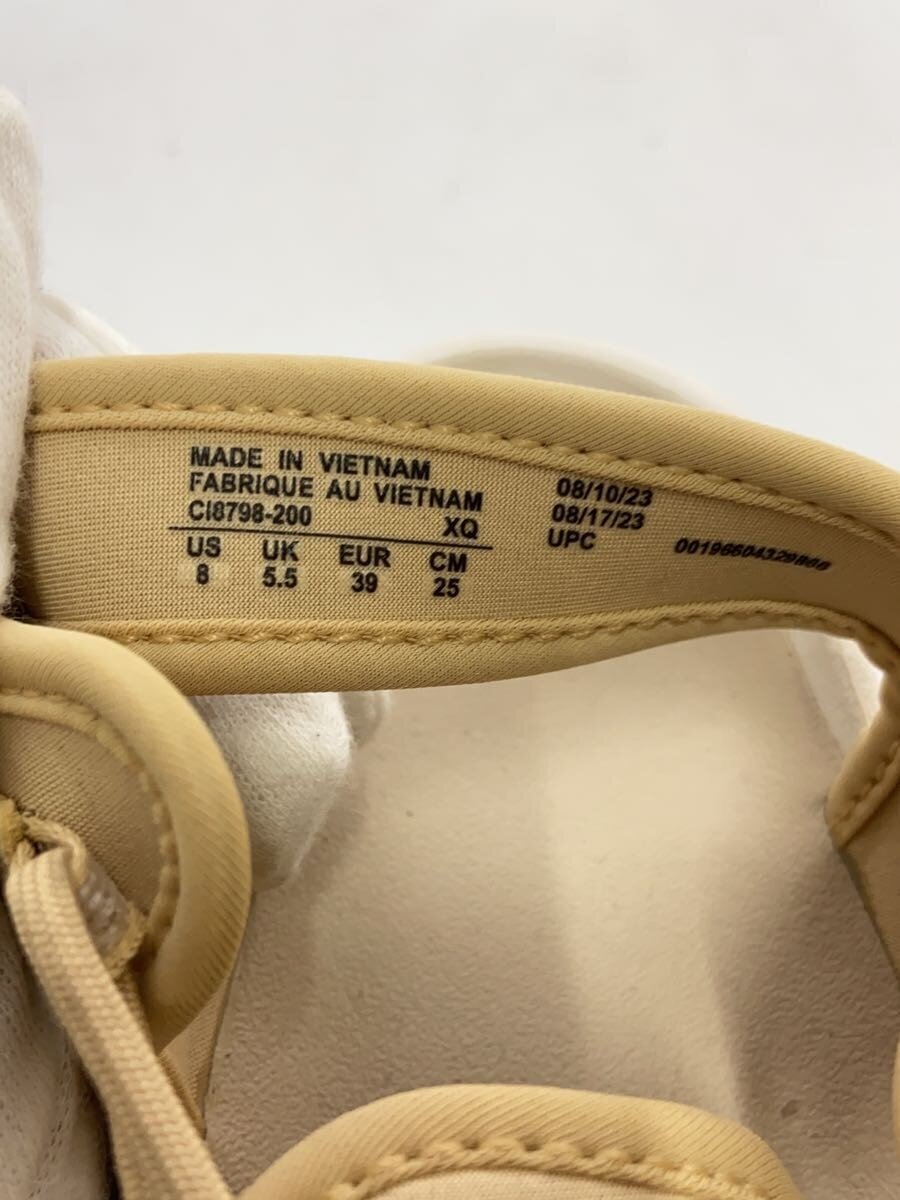 MADE IN VIETNAM
FABRIQUE AU VIETNAM
CI8798-200 XQ
US UK EUR CM
8 5.5 39 25
08/10/23
08/17/23
UPC 00196604329868